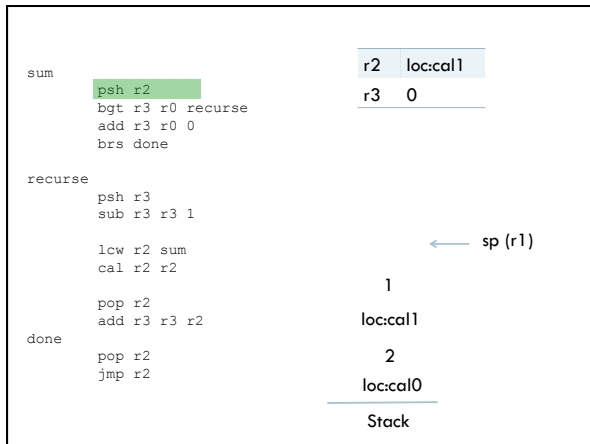 sum
psh r2
bgt r3 r0 recurse
add r3 r0 0
brs done
recurse
psh r3
sub r3 r3 1
lcw r2 sum
cal r2 r2
pop r2
add r3 r3 r2
done
pop r2
jmp r2
r2 loc:cal1
r3 0
sp (r1)
1
loc:cal1
2
loc:cal0
Stack